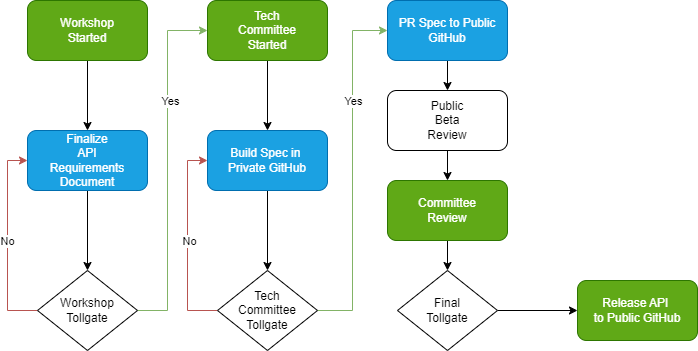 Workshop
Started
Finalize
API
Requirements
Document
No
Workshop
Tollgate
Yes
Tech
Committee
Started
Build Spec in
Private GitHub
No
Tech
Committee
Tollgate
Yes
PR Spec to Public
GitHub
Public
Beta
Review
Committee
Review
Final
Tollgate
Release API
to Public GitHub